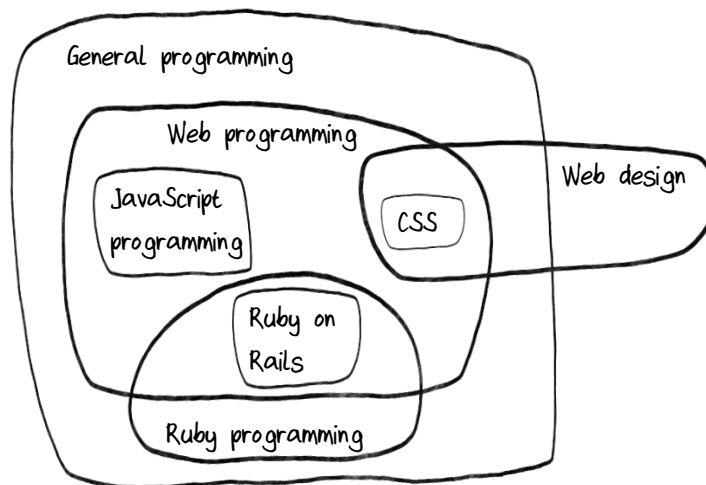 General programming
Web programming
Web design
JavaScript
programming
CSS
Ruby on
Rails
Ruby programming